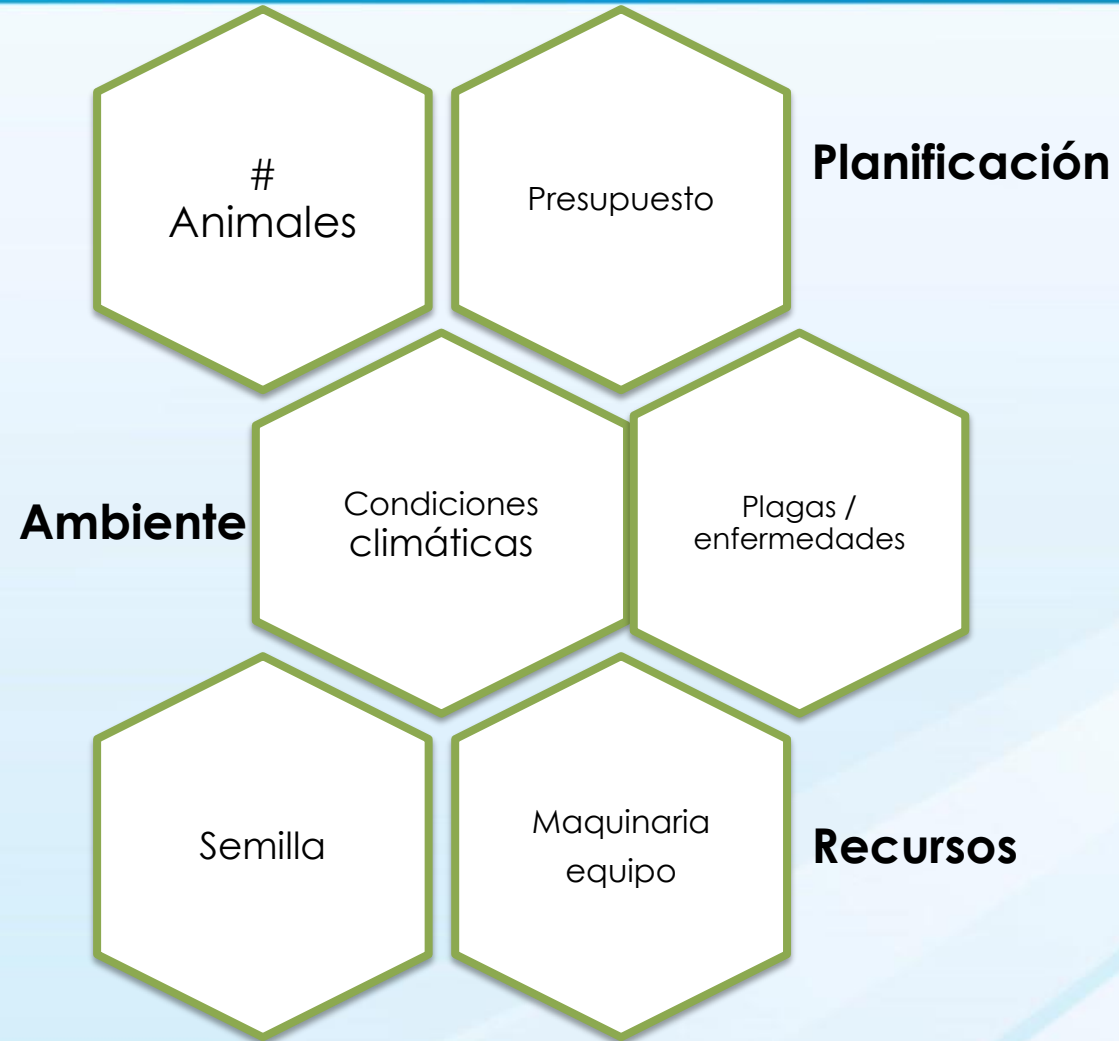 #
Animales
Presupuesto
Planificación
Ambiente
Condiciones
climáticas
Plagas /
enfermedades
Semilla
Maquinaria
equipo
Recursos